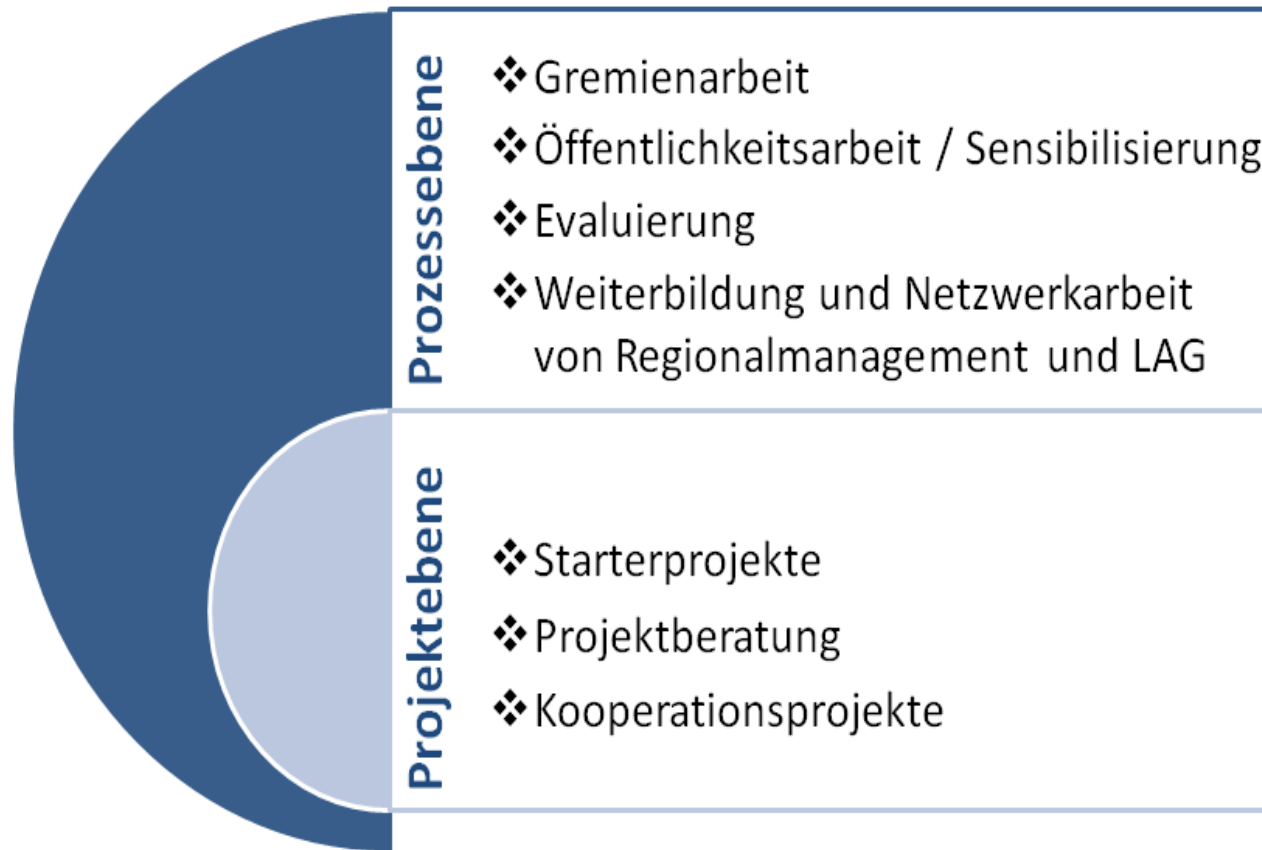 Prozessebene
❖ Gremienarbeit
❖ Öffentlichkeitsarbeit / Sensibilisierung
❖ Evaluierung
❖ Weiterbildung und Netzwerkarbeit
von Regionalmanagement und LAG
Projektebene
❖ Starterprojekte
❖ Projektberatung
❖ Kooperationsprojekte